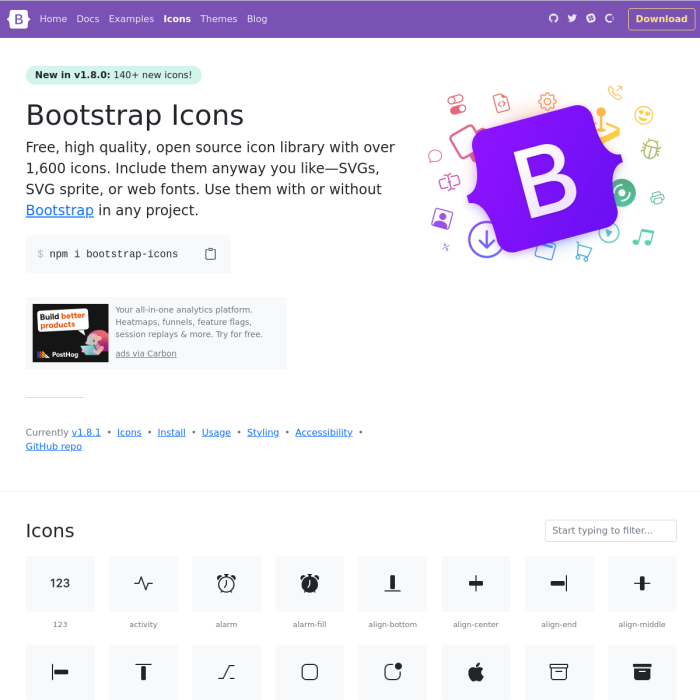 B Home Docs Examples Icons Themes Blog Download
New in v1.8.0: 140+ new icons!
Bootstrap Icons
Free, high quality, open source icon library with over
1,600 icons. Include them anyway you like—SVGs,
SVG sprite, or web fonts. Use them with or without
Bootstrap in any project.
B
$ npm i bootstrap-icons
Build better
products
PostHog
Your all-in-one analytics platform.
Heatmaps, funnels, feature flags,
session replays & more. Try for free.
ads via Carbon
Currently v1.8.1 • Icons • Install • Usage • Styling • Accessibility •
GitHub repo
Icons
Start typing to filter...
123
123 activity alarm alarm-fill align-bottom align-center align-end align-middle